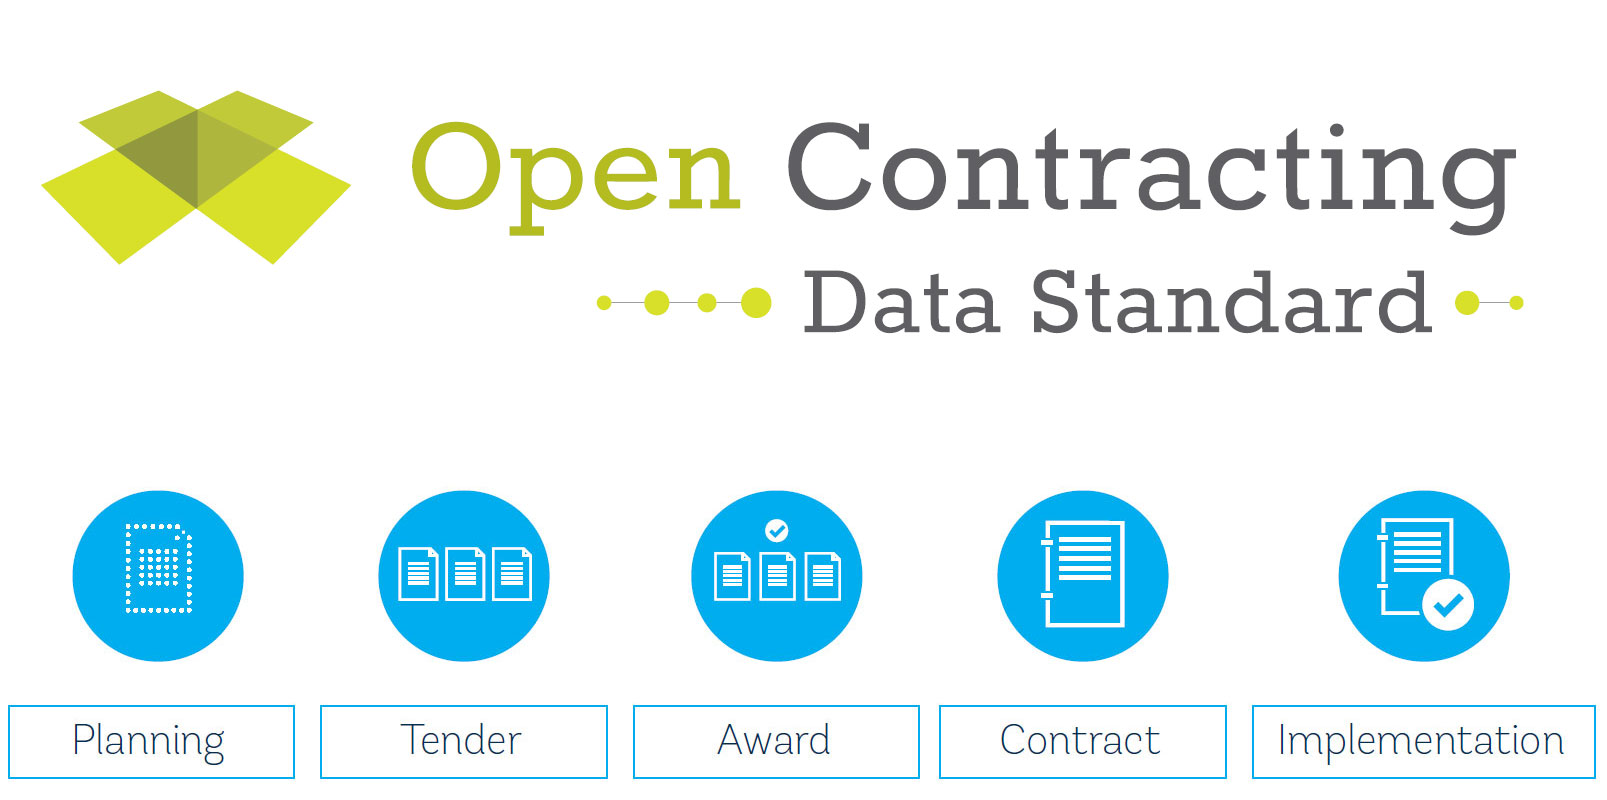 Open Contracting
Data Standard
Planning
Tender
Award
Contract
Implementation